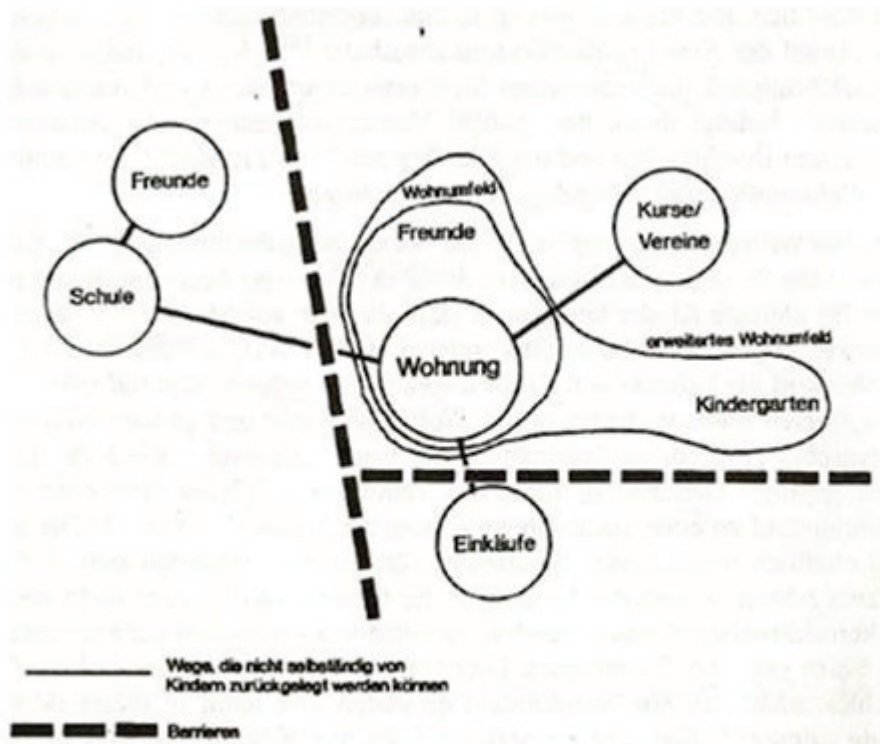 Freunde
Wohnumfeld
Kurse/
Vereine
Freunde
Schule
erweitertes Wohnumfeld
Wohnung
Kindergarten
Einkäufe
Wege, die nicht selbständig von
Kindern zurückgelegt werden können
Barrieren